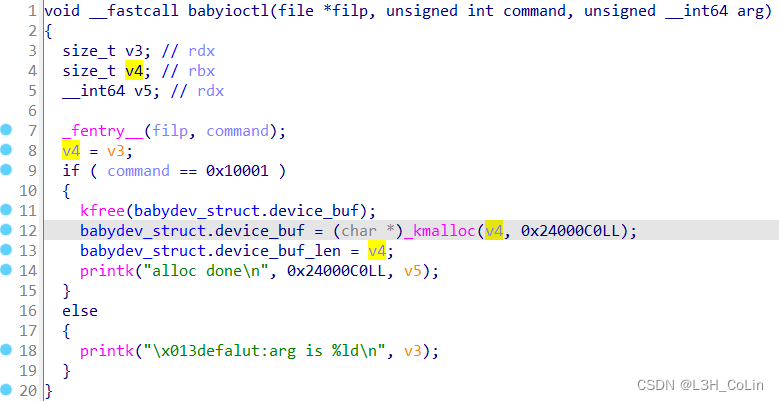 1 void __fastcall babyioctl(file *filp, unsigned int command, unsigned __int64 arg)
2 {
3 size_t v3; // rdx
4 size_t v4; // rbx
5 __int64 v5; // rdx
6
7 _fentry__(filp, command);
8 v4 = v3;
9 if ( command == 0x10001 )
10 {
11 kfree(babydev_struct.device_buf);
12 babydev_struct.device_buf = (char *)_kmalloc(v4, 0x24000C0LL);
13 babydev_struct.device_buf_len = v4;
14 printk("alloc done\n", 0x24000C0LL, v5);
15 }
16 else
17 {
18 printk("\x013defalut:arg is %ld\n", v3);
19 }
20 }
CSDN @L3H_CoLin